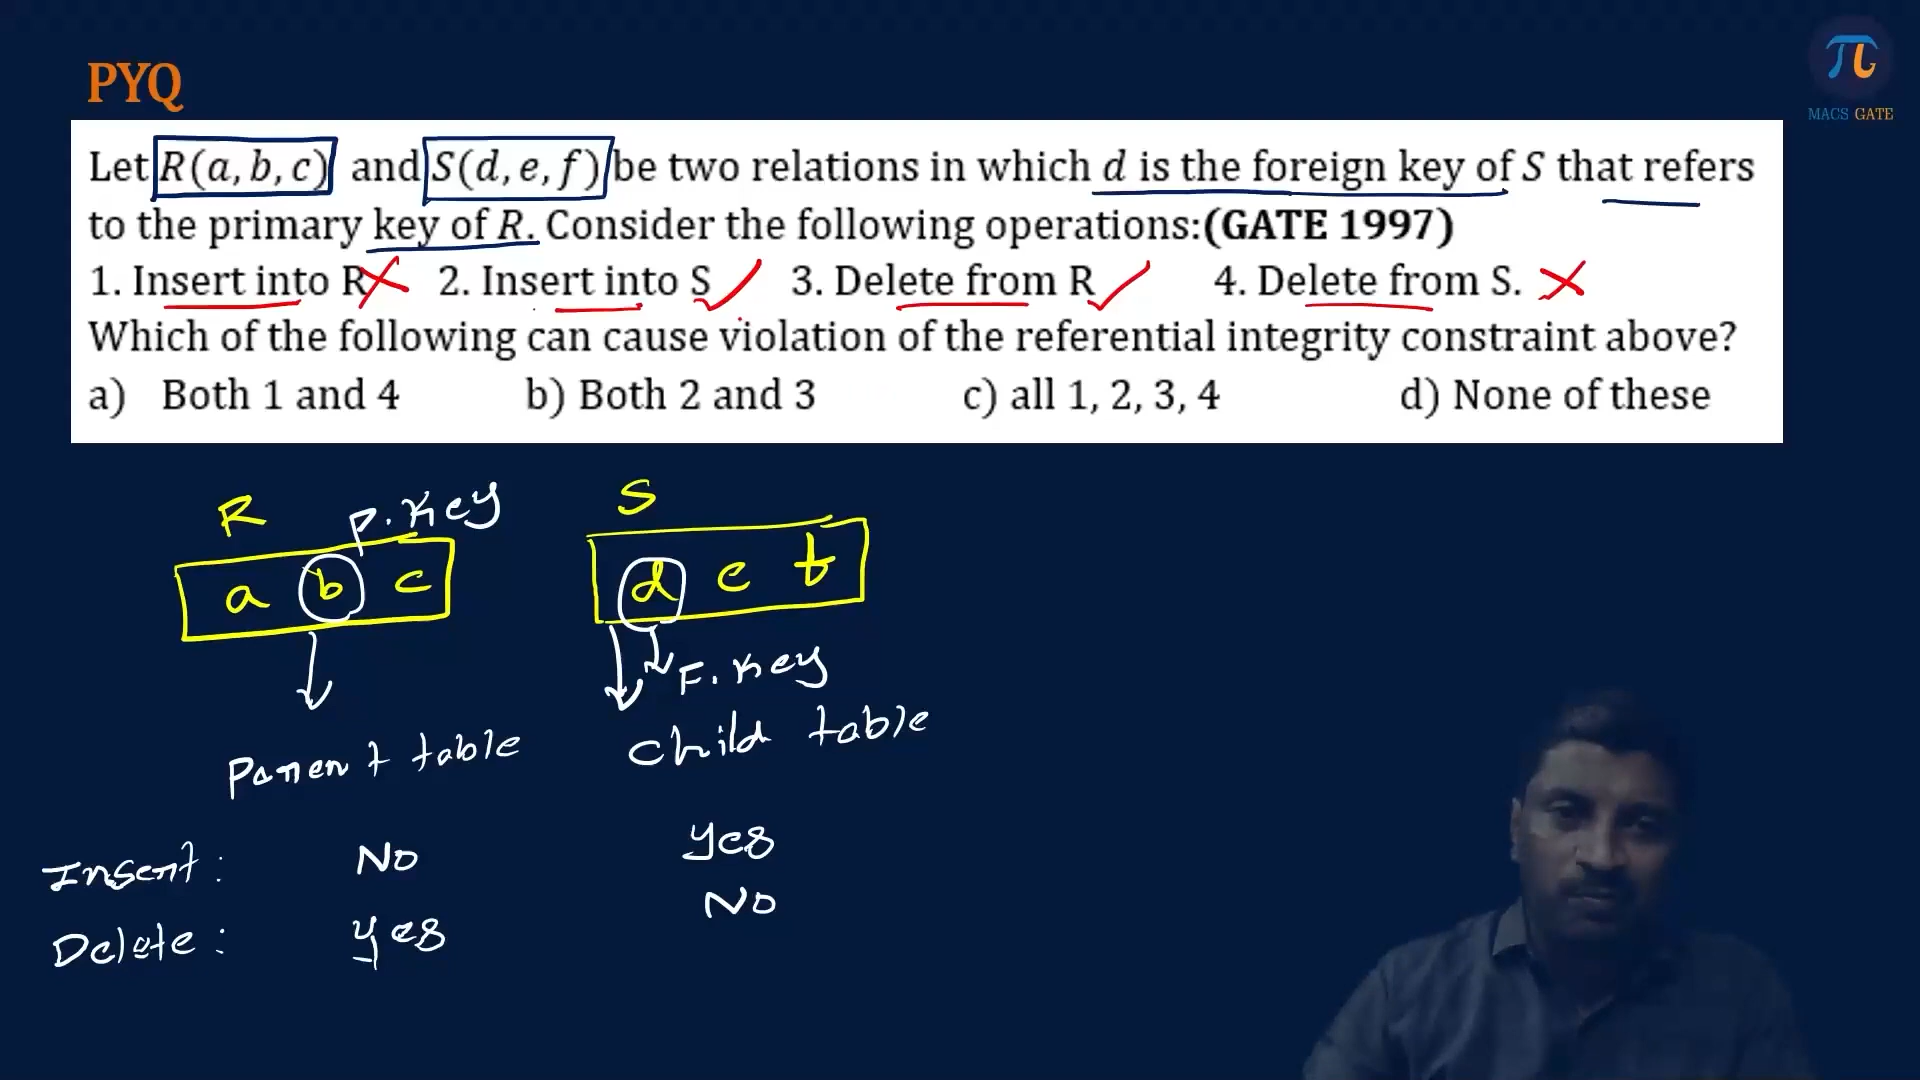 PYQ
MACS GATE
Let R(a, b, c) and S(d, e, f) be two relations in which d is the foreign key of S that refers
to the primary key of R. Consider the following operations:(GATE 1997)
1. Insert into R 2. Insert into S 3. Delete from R 4. Delete from S.
Which of the following can cause violation of the referential integrity constraint above?
a) Both 1 and 4 b) Both 2 and 3 c) all 1, 2, 3, 4 d) None of these
R P.Key S
a b c d e f
F.Key
Parent table Child table
Insert: No Yes
Delete: Yes No